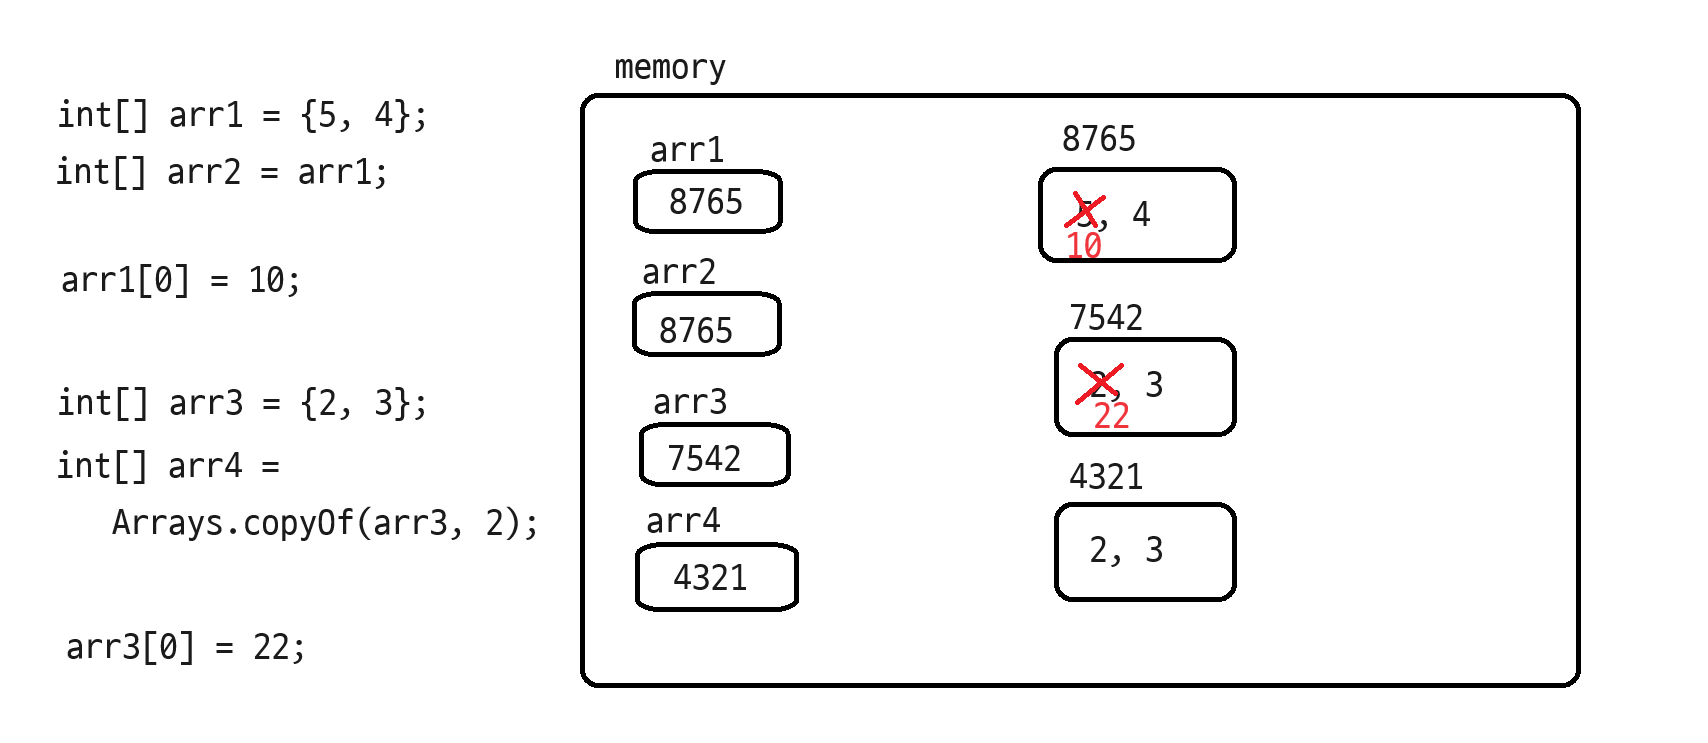 int[] arr1 = {5, 4};
int[] arr2 = arr1;
arr1[0] = 10;
int[] arr3 = {2, 3};
int[] arr4 =
Arrays.copyOf(arr3, 2);
arr3[0] = 22;
memory
arr1
8765
arr2
8765
arr3
7542
arr4
4321
8765
5, 4
10
7542
2, 3
22
4321
2, 3